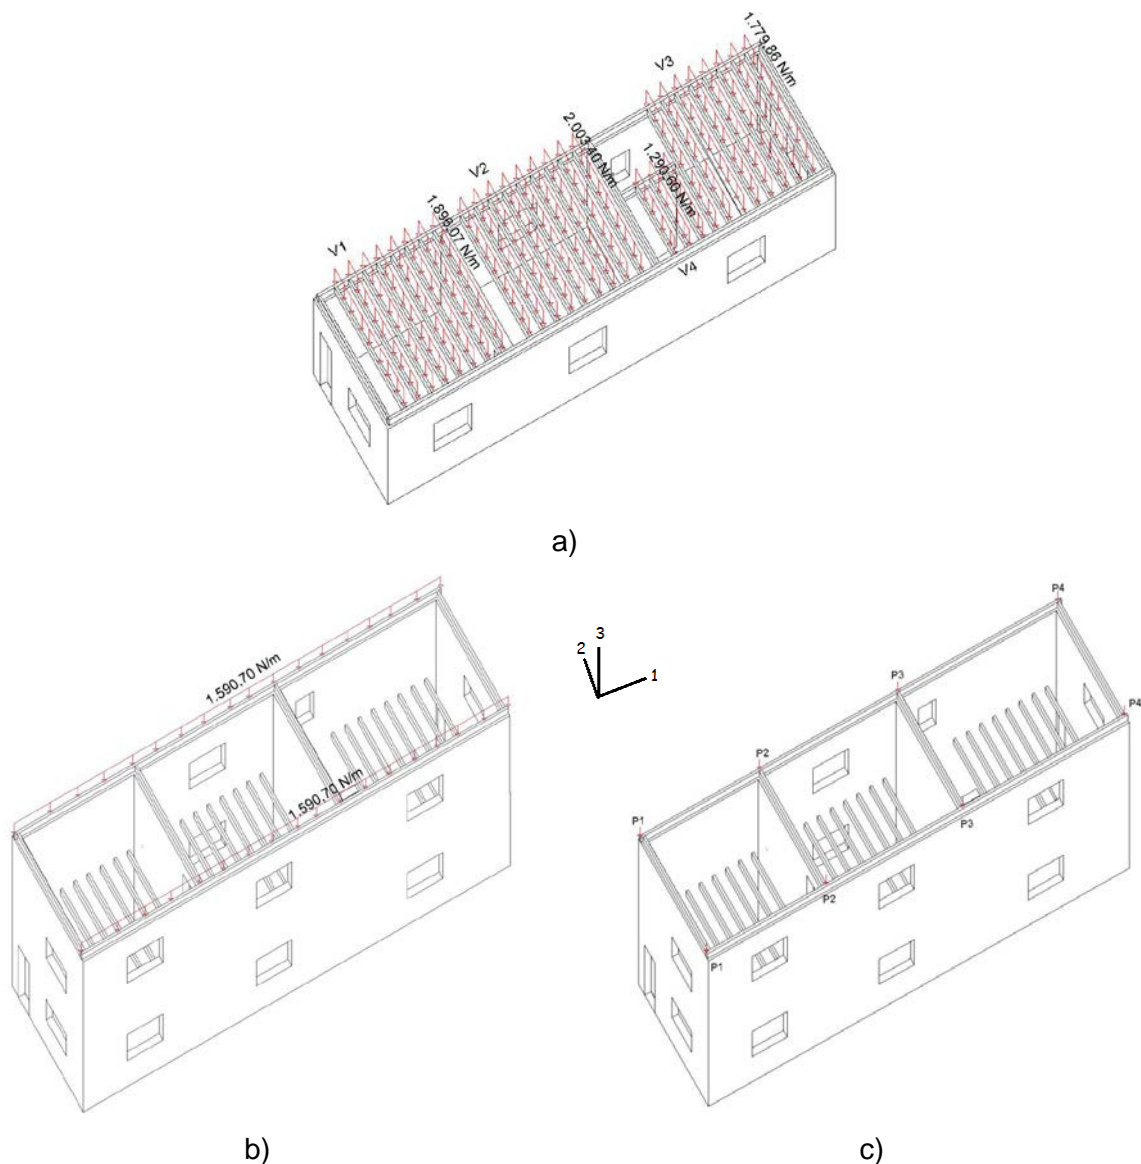 1.779,86 N/m
V3
2.003,40 N/m
1.290,60 N/m
V2
1.898,07 N/m
V1
V4
a)
1.590,70 N/m
1.590,70 N/m
3
2
1
P4
P3
P4
P2
P3
P1
P2
P1
b)
c)